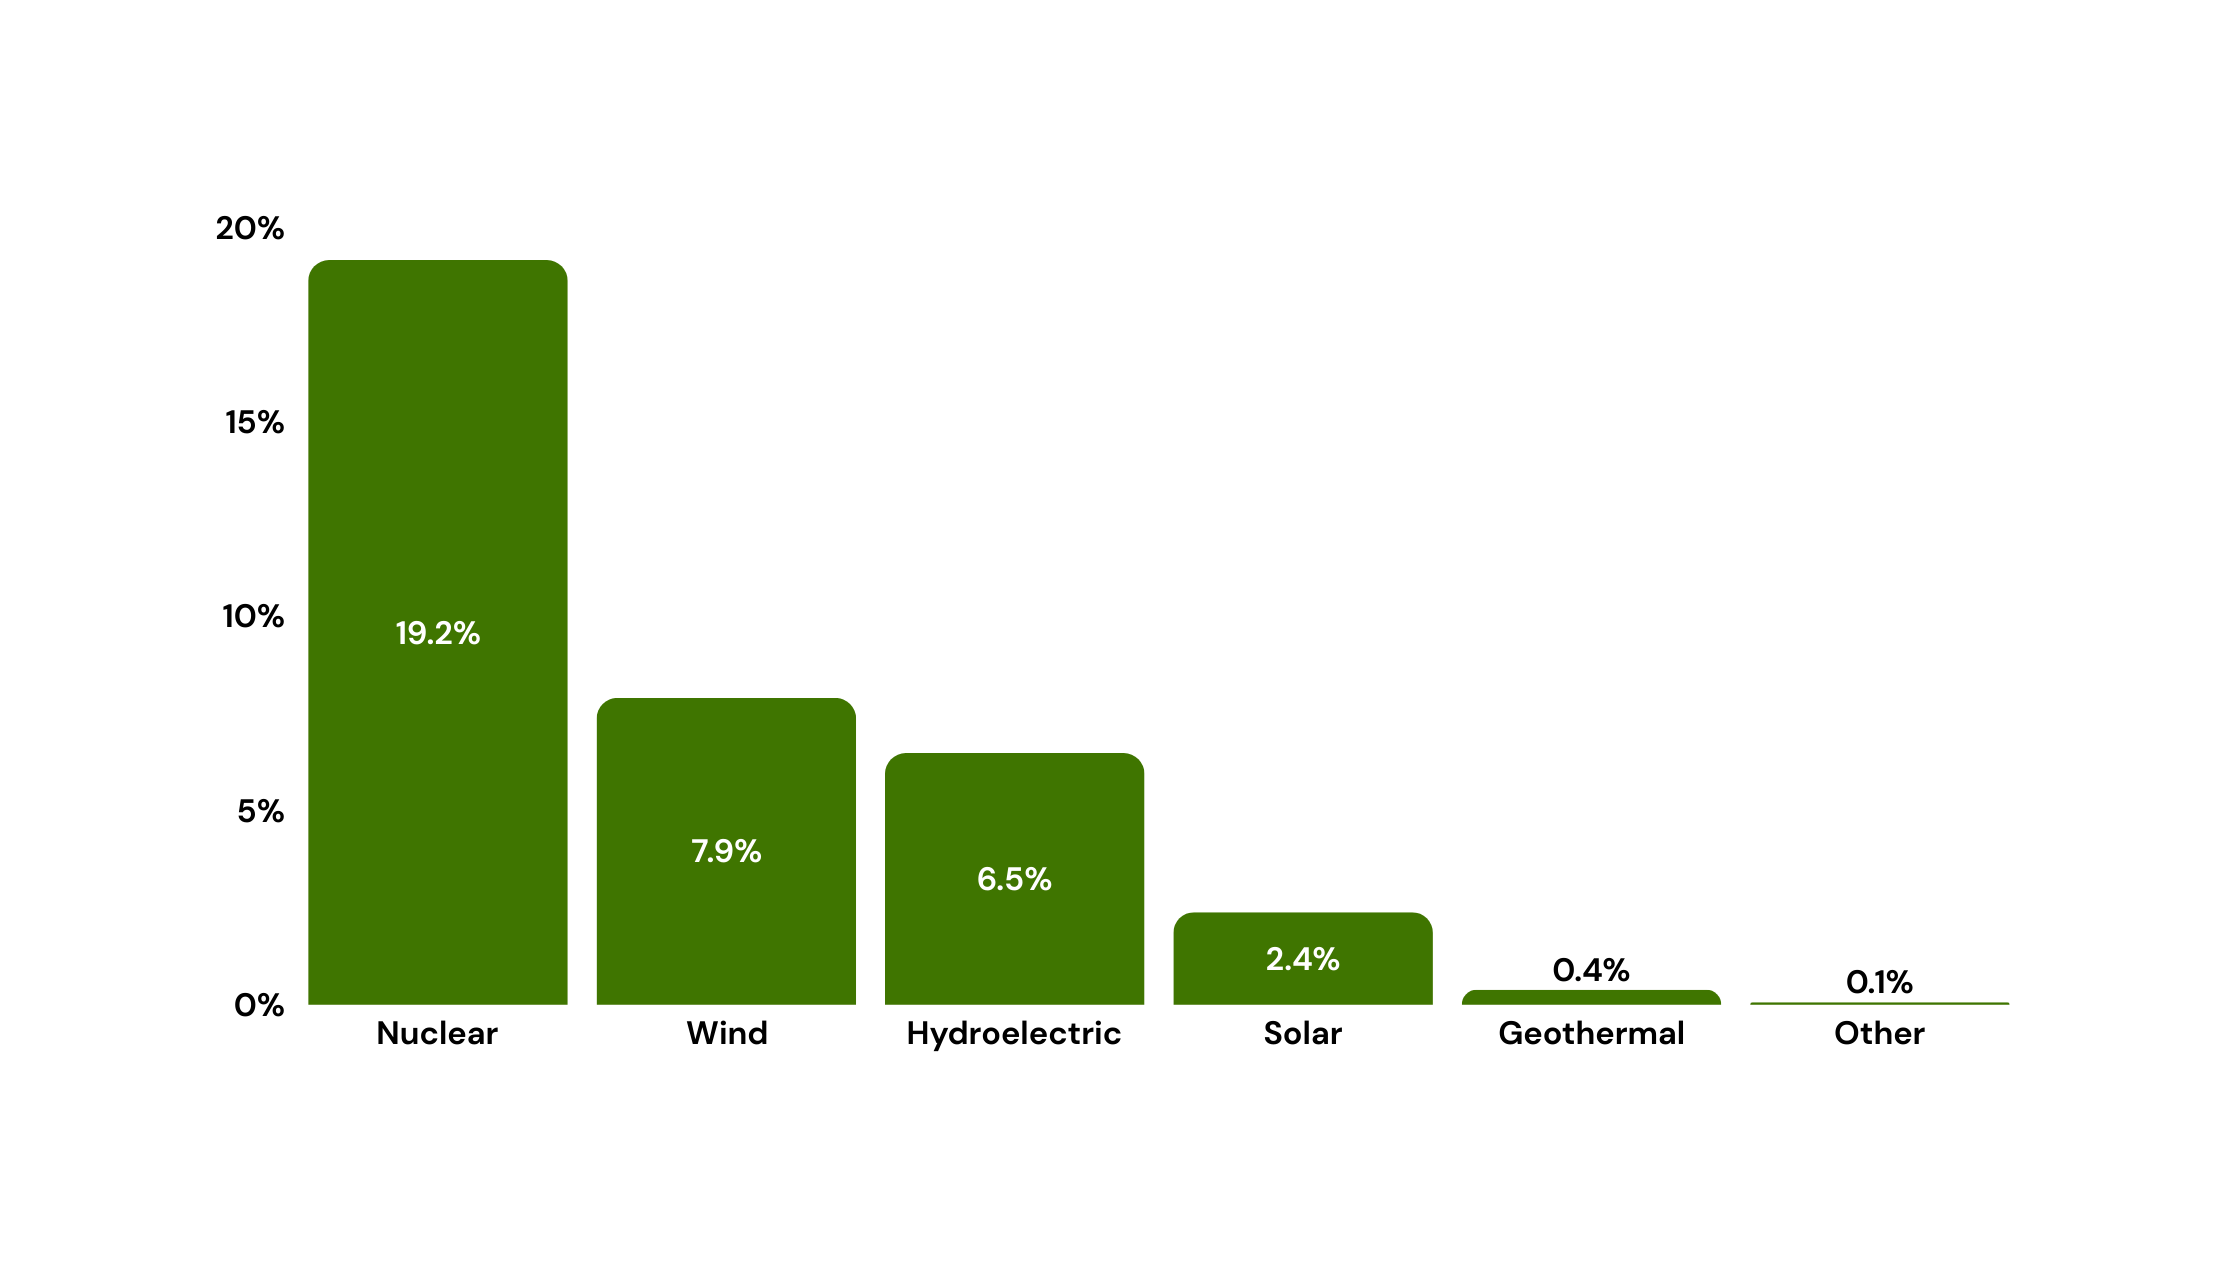 20%
15%
10%
5%
0%
19.2%
7.9%
6.5%
2.4%
0.4%
0.1%
Nuclear
Wind
Hydroelectric
Solar
Geothermal
Other